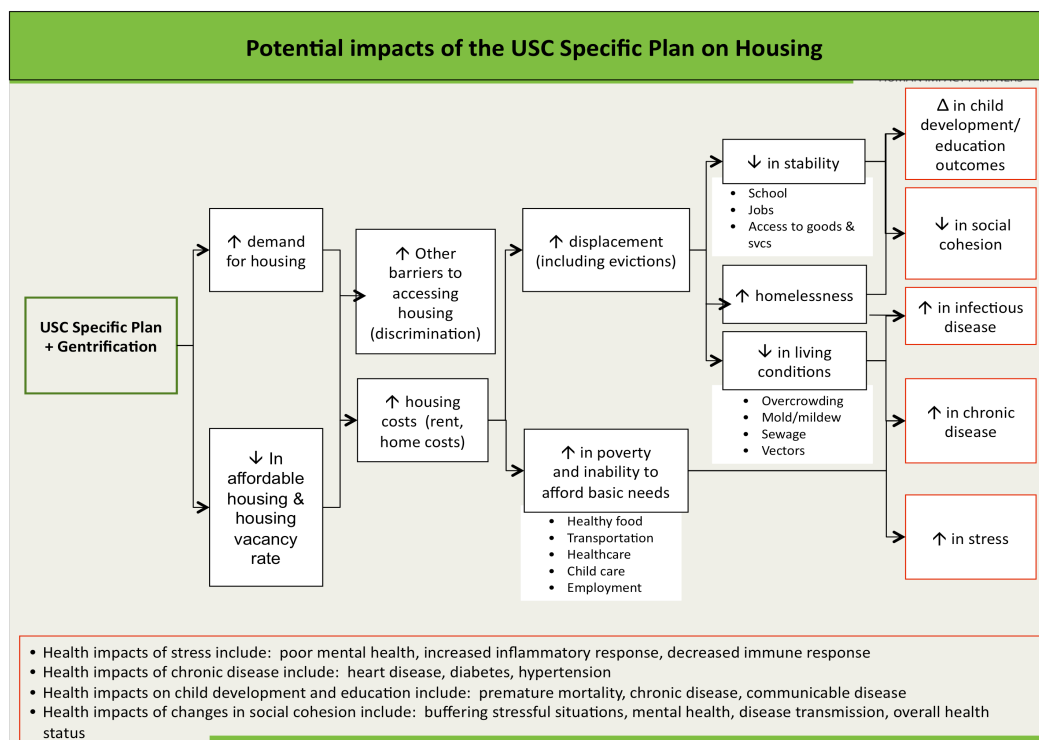 Potential impacts of the USC Specific Plan on Housing
USC Specific Plan
+ Gentrification
↑ demand
for housing
↓ In
affordable
housing &
housing
vacancy
rate
↑ Other
barriers to
accessing
housing
(discrimination)
↑ housing
costs (rent,
home costs)
↑ displacement
(including evictions)
↑ in poverty
and inability to
afford basic needs
• Healthy food
• Transportation
• Healthcare
• Child care
• Employment
↓ in stability
• School
• Jobs
• Access to goods &
svcs
↑ homelessness
↓ in living
conditions
• Overcrowding
• Mold/mildew
• Sewage
• Vectors
Δ in child
development/
education
outcomes
↓ in social
cohesion
↑ in infectious
disease
↑ in chronic
disease
↑ in stress
• Health impacts of stress include: poor mental health, increased inflammatory response, decreased immune response
• Health impacts of chronic disease include: heart disease, diabetes, hypertension
• Health impacts on child development and education include: premature mortality, chronic disease, communicable disease
• Health impacts of changes in social cohesion include: buffering stressful situations, mental health, disease transmission, overall health
status